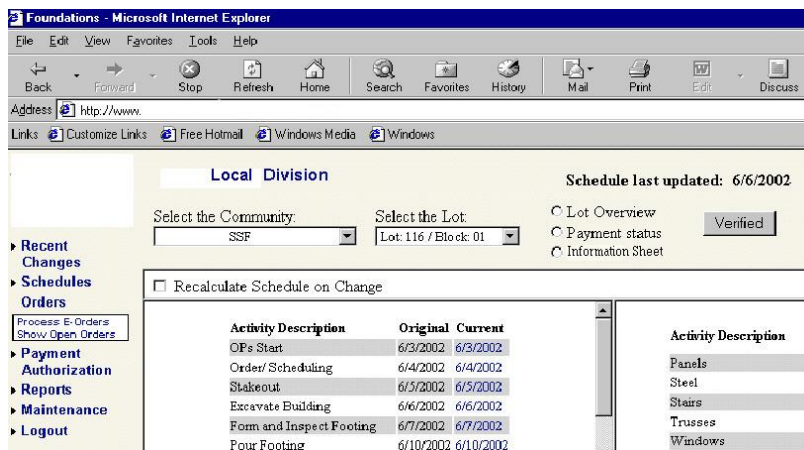 Foundations - Microsoft Internet Explorer
File Edit View Favorites Tools Help
Back Forward Stop Refresh Home Search Favorites History Mail Print Edit Discuss
Address http://www.
Links Customize Links Free Hotmail Windows Media Windows
Local Division
Schedule last updated: 6/6/2002
Select the Community: Select the Lot:
SSF Lot: 116 / Block: 01
Lot Overview
Payment status
Information Sheet
Verified
Recent
Changes
Schedules
Orders
Process E-Orders
Show Open Orders
Payment
Authorization
Reports
Maintenance
Logout
Recalculate Schedule on Change
Activity Description Original Current
OPs Start 6/3/2002 6/3/2002
Order/ Scheduling 6/4/2002 6/4/2002
Stakeout 6/5/2002 6/5/2002
Excavate Building 6/6/2002 6/6/2002
Form and Inspect Footing 6/7/2002 6/7/2002
Pour Footing 6/10/2002 6/10/2002
Activity Description
Panels
Steel
Stairs
Trusses
Windows